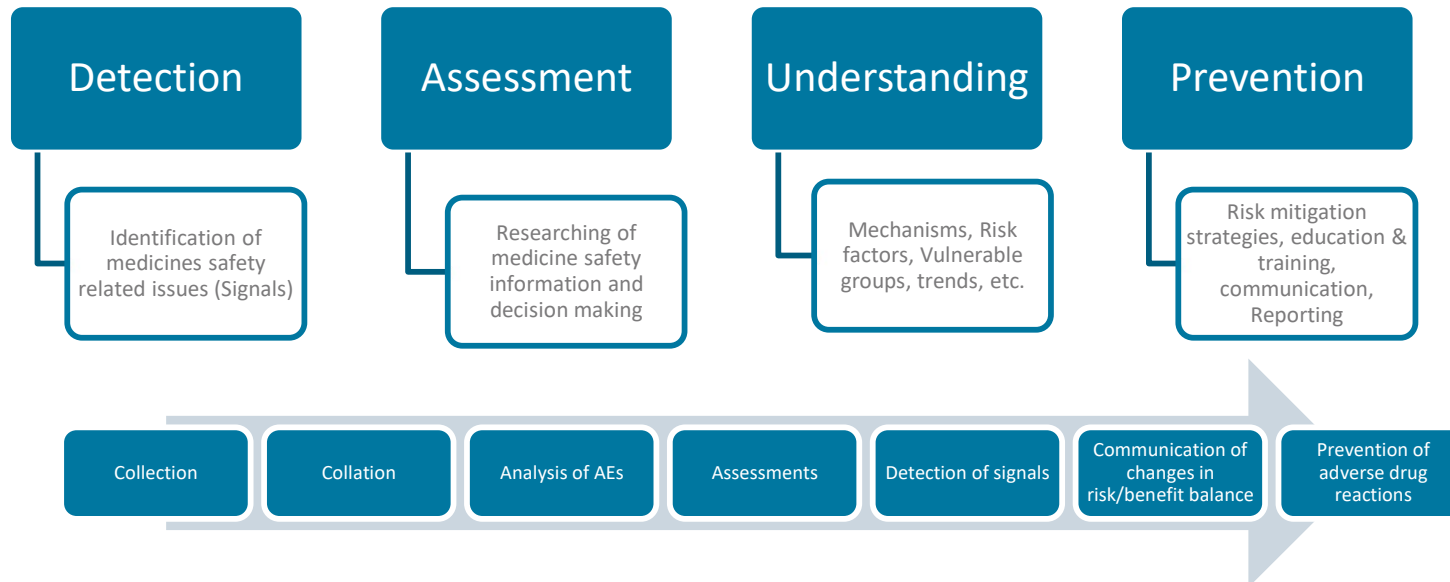 Detection
Assessment
Understanding
Prevention
Identification of
medicines safety
related issues (Signals)
Researching of
medicine safety
information and
decision making
Mechanisms, Risk
factors, Vulnerable
groups, trends, etc.
Risk mitigation
strategies, education &
training,
communication,
Reporting
Collection
Collation
Analysis of AEs
Assessments
Detection of signals
Communication of
changes in
risk/benefit balance
Prevention of
adverse drug
reactions